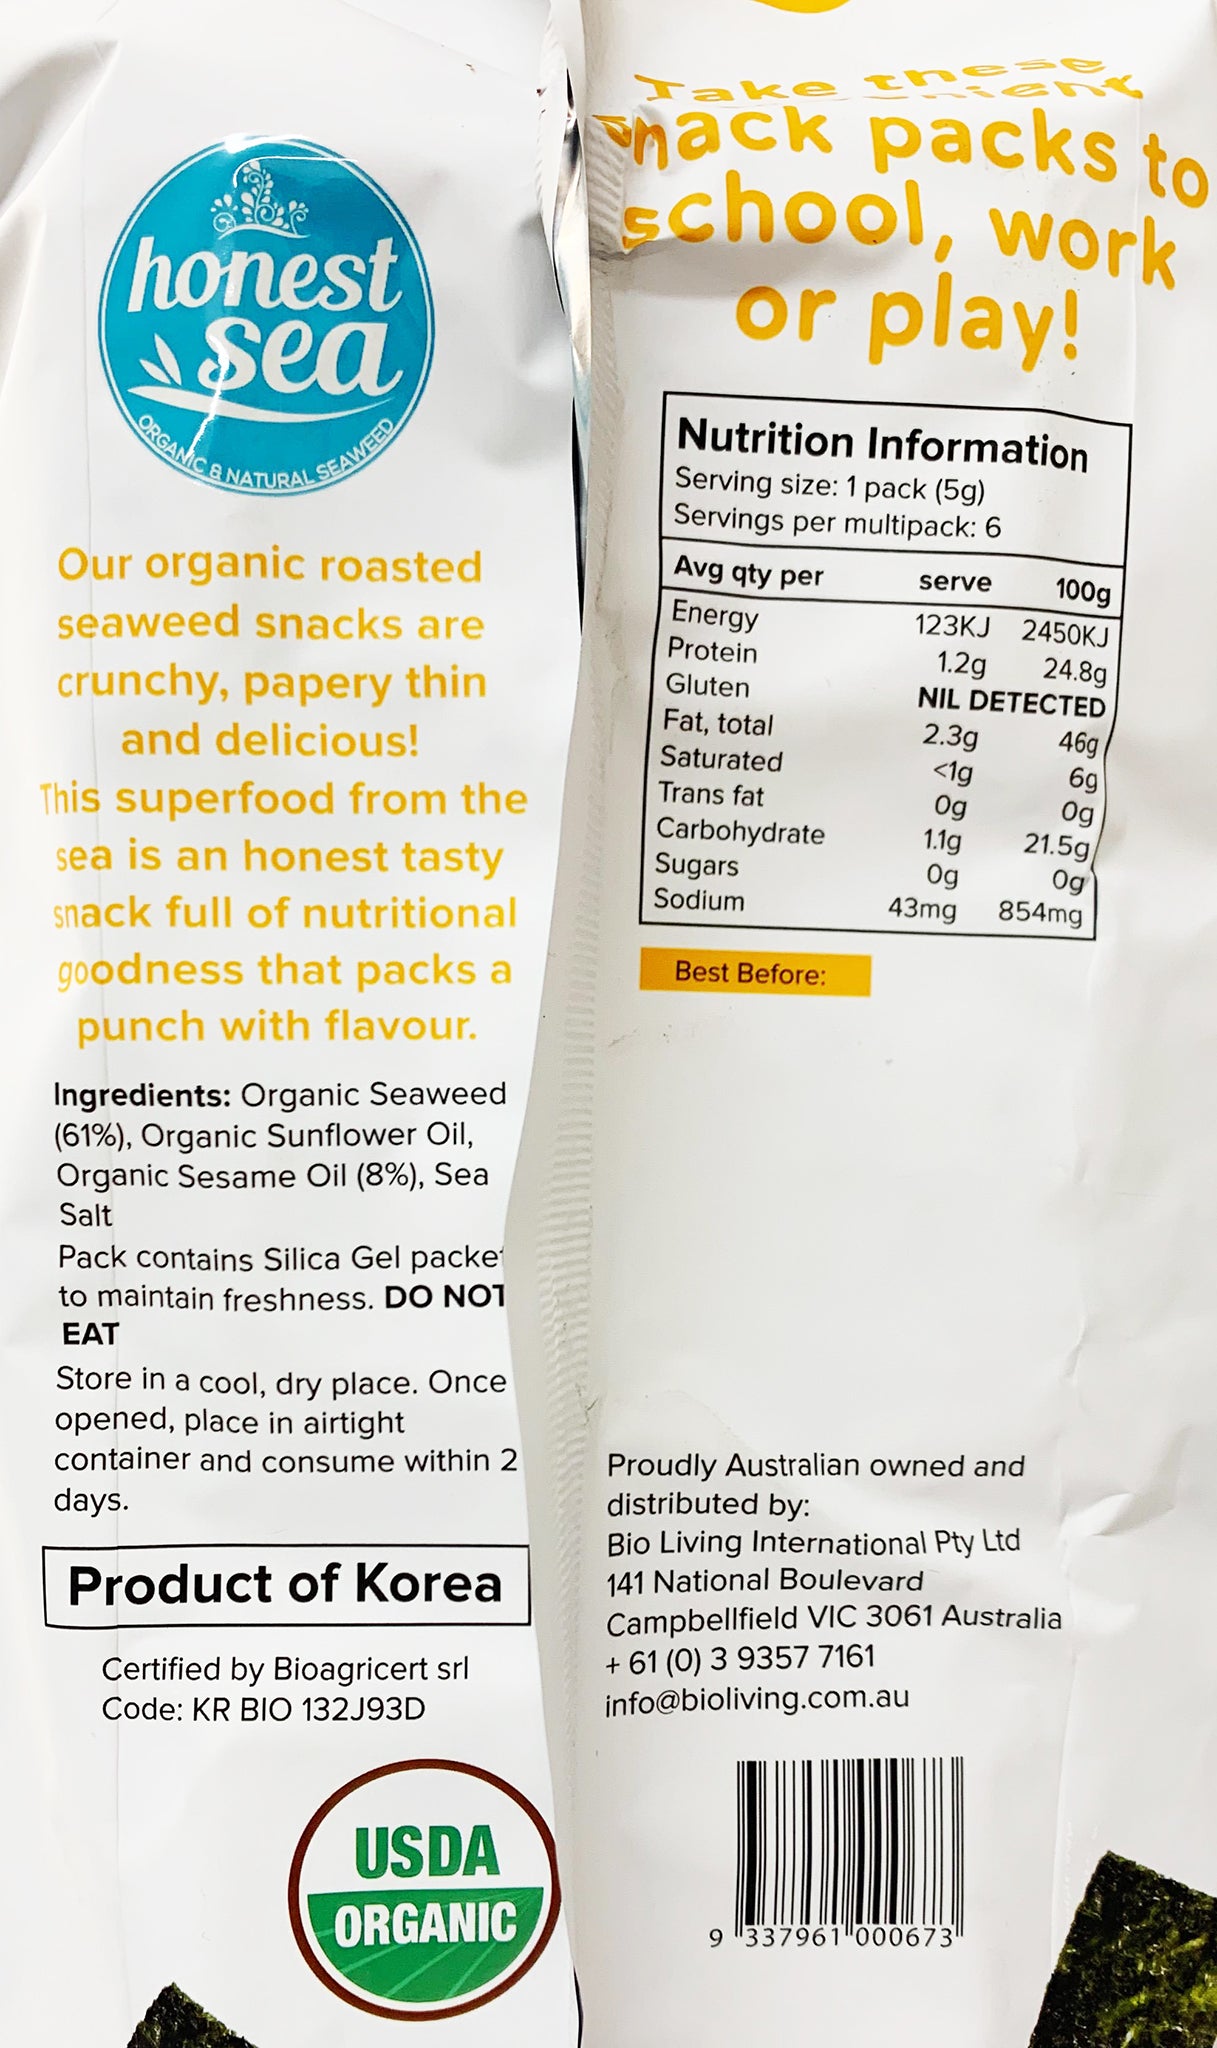 honest
sea
ORGANIC & NATURAL SEAWEED
Our organic roasted
seaweed snacks are
crunchy, papery thin
and delicious!
This superfood from the
sea is an honest tasty
snack full of nutritional
goodness that packs a
punch with flavour.
Ingredients: Organic Seaweed
(61%), Organic Sunflower Oil,
Organic Sesame Oil (8%), Sea
Salt
Pack contains Silica Gel packet
to maintain freshness. DO NOT
EAT
Store in a cool, dry place. Once
opened, place in airtight
container and consume within 2
days.
Product of Korea
Certified by Bioagricert srl
Code: KR BIO 132J93D
USDA
ORGANIC
Take these
snack packs to
school, work
or play!
Nutrition Information
Serving size: 1 pack (5g)
Servings per multipack: 6
Avg qty per serve 100g
Energy 123KJ 2450KJ
Protein 1.2g 24.8g
Gluten NIL DETECTED
Fat, total 2.3g 46g
Saturated <1g 6g
Trans fat 0g 0g
Carbohydrate 1.1g 21.5g
Sugars 0g 0g
Sodium 43mg 854mg
Best Before:
Proudly Australian owned and
distributed by:
Bio Living International Pty Ltd
141 National Boulevard
Campbellfield VIC 3061 Australia
+ 61 (0) 3 9357 7161
info@bioliving.com.au
9 337961 000673